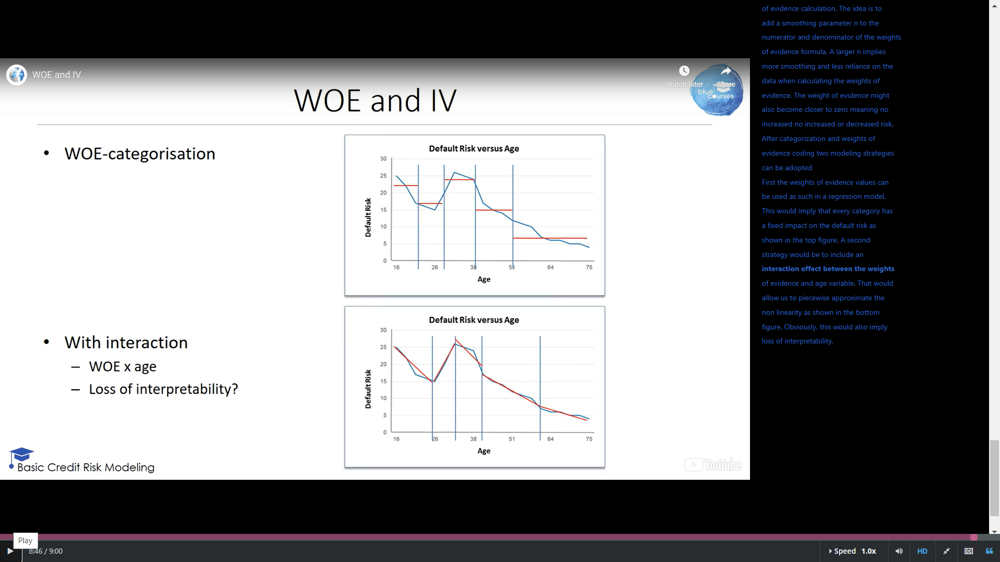 WOE and IV
Watch later
Share
blue
courses
WOE and IV
• WOE-categorisation
Default Risk versus Age
30
25
20
15
10
5
0
Default Risk
16 26 38 51 64 75
Age
• With interaction
– WOE x age
– Loss of interpretability?
Default Risk versus Age
30
25
20
15
10
5
0
Default Risk
16 26 38 51 64 75
Age
Basic Credit Risk Modeling
YouTube
of evidence calculation. The idea is to
add a smoothing parameter n to the
numerator and denominator of the weights
of evidence formula. A larger n implies
more smoothing and less reliance on the
data when calculating the weights of
evidence. The weight of evidence might
also become closer to zero meaning no
increased no increased or decreased risk.
After categorization and weights of
evidence coding two modeling strategies
can be adopted
First the weights of evidence values can
be used as such in a regression model.
This would imply that every category has
a fixed impact on the default risk as
shown in the top figure. A second
strategy would be to include an
interaction effect between the weights
of evidence and age variable. That would
allow us to piecewise approximate the
non linearity as shown in the bottom
figure. Obviously, this would also imply
loss of interpretability.
Play
8:46 / 9:00
Speed 1.0x
HD
CC